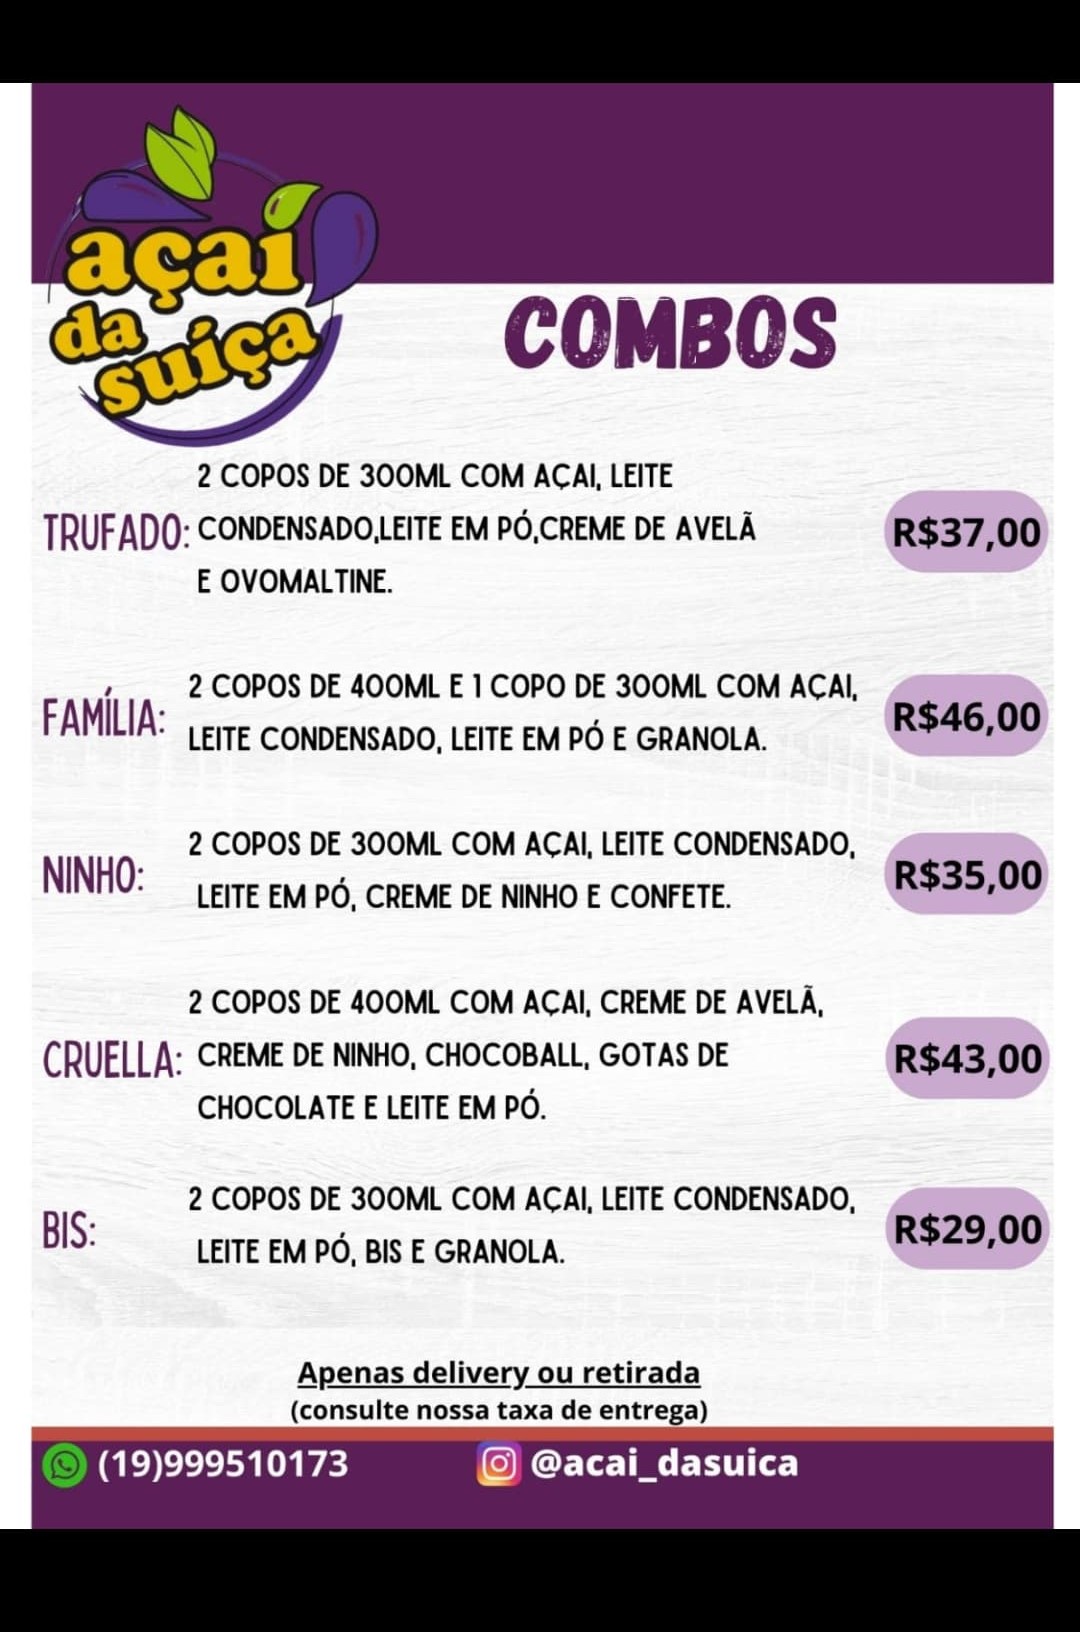 açaí
da
suíça
COMBOS
2 COPOS DE 300ML COM AÇAI, LEITE
TRUFADO: CONDENSADO,LEITE EM PÓ,CREME DE AVELÃ
E OVOMALTINE.
R$37,00
2 COPOS DE 400ML E 1 COPO DE 300ML COM AÇAI,
FAMÍLIA:
LEITE CONDENSADO, LEITE EM PÓ E GRANOLA.
R$46,00
2 COPOS DE 300ML COM AÇAI, LEITE CONDENSADO,
NINHO:
LEITE EM PÓ, CREME DE NINHO E CONFETE.
R$35,00
2 COPOS DE 400ML COM AÇAI, CREME DE AVELÃ,
CRUELLA: CREME DE NINHO, CHOCOBALL, GOTAS DE
CHOCOLATE E LEITE EM PÓ.
R$43,00
2 COPOS DE 300ML COM AÇAI, LEITE CONDENSADO,
BIS:
LEITE EM PÓ, BIS E GRANOLA.
R$29,00
Apenas delivery ou retirada
(consulte nossa taxa de entrega)
(19)999510173 @acai_dasuica